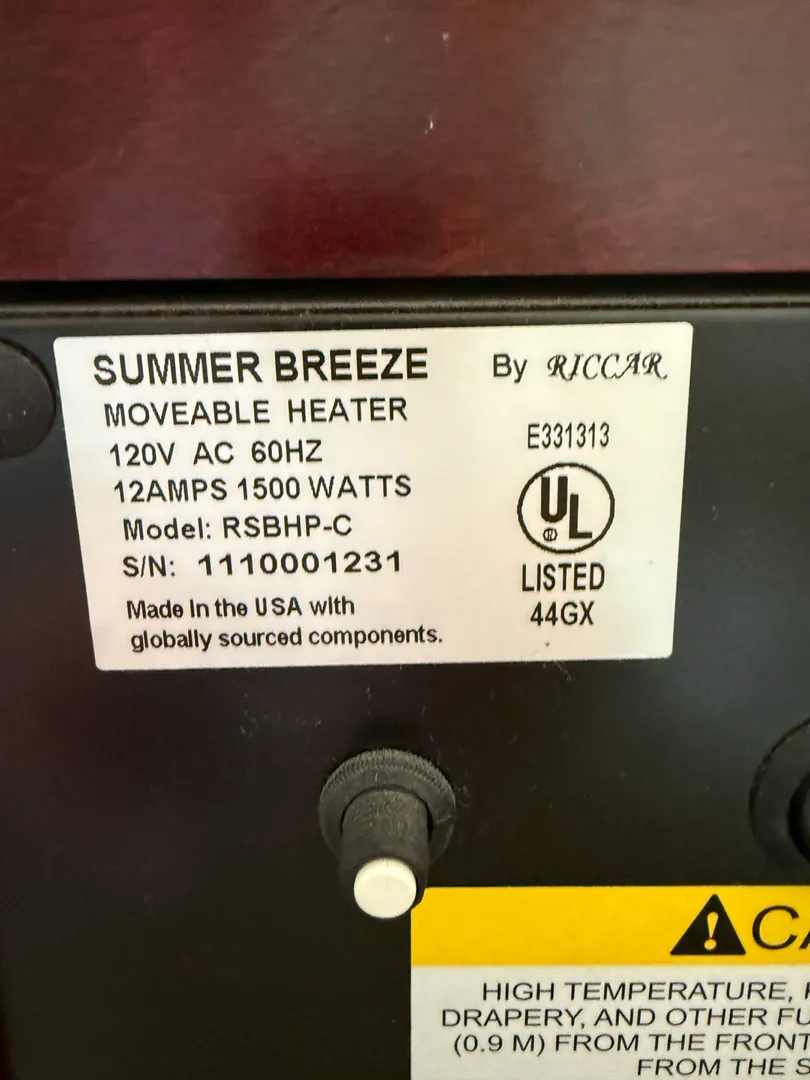 SUMMER BREEZE By RICCAR
MOVEABLE HEATER
120V AC 60HZ
12AMPS 1500 WATTS
Model: RSBHP-C
S/N: 1110001231
Made in the USA with
globally sourced components.
E331313
UL
®
LISTED
44GX
HIGH TEMPERATURE,
DRAPERY, AND OTHER
(0.9 M) FROM THE FRONT
FROM THE